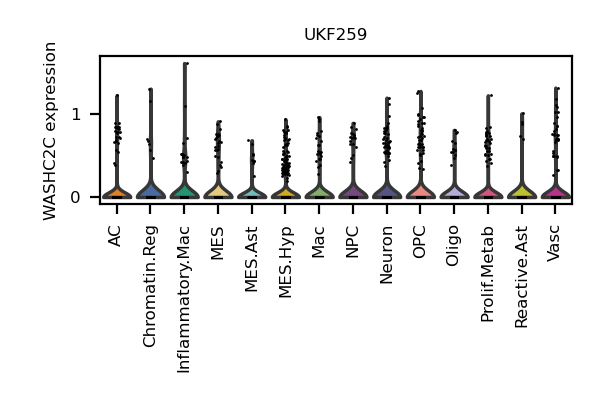 UKF259
WASHC2C expression
1
0
AC
Chromatin.Reg
Inflammatory.Mac
MES
MES.Ast
MES.Hyp
Mac
NPC
Neuron
OPC
Oligo
Prolif.Metab
Reactive.Ast
Vasc